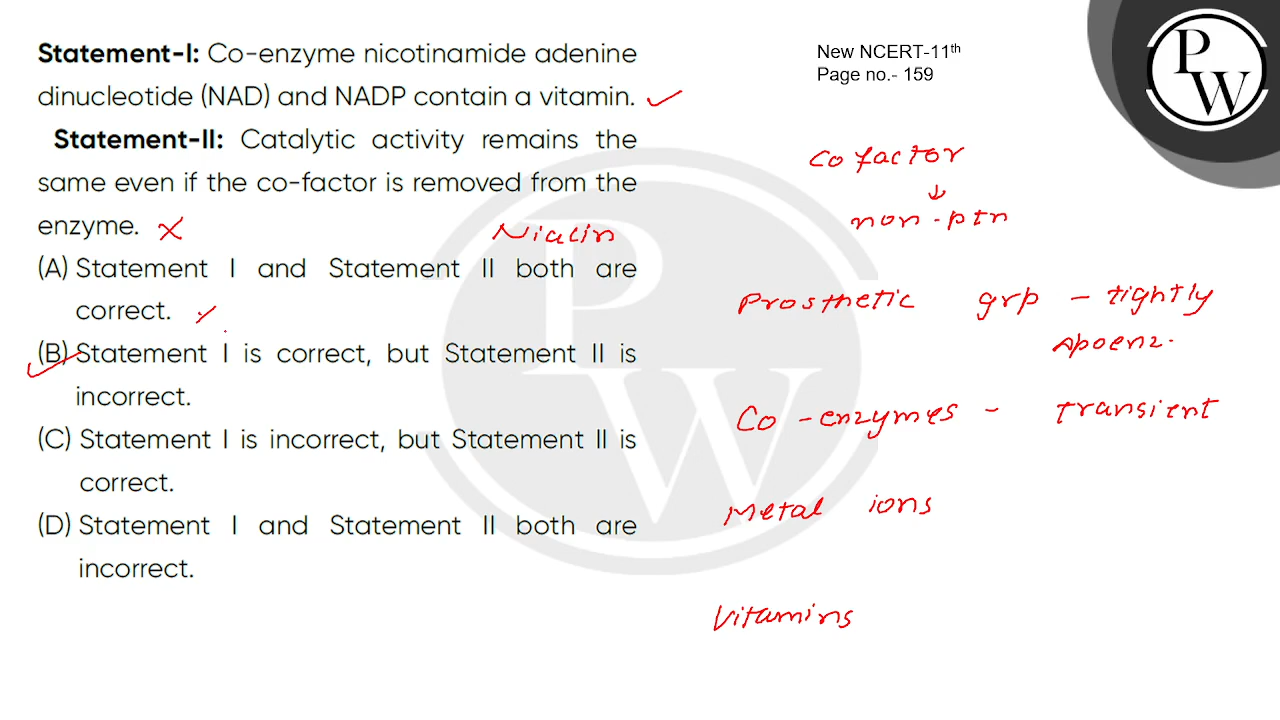 Statement-I: Co-enzyme nicotinamide adenine
dinucleotide (NAD) and NADP contain a vitamin.
Statement-II: Catalytic activity remains the
same even if the co-factor is removed from the
enzyme.
Niacin
(A) Statement I and Statement II both are
correct.
(B) Statement I is correct, but Statement II is
incorrect.
(C) Statement I is incorrect, but Statement II is
correct.
(D) Statement I and Statement II both are
incorrect.
New NCERT-11th
Page no.- 159
P
W
Co factor
non-ptn
Prosthetic grp - tightly
Apoenz.
Co-enzymes - transient
Metal ions
Vitamins
P
W